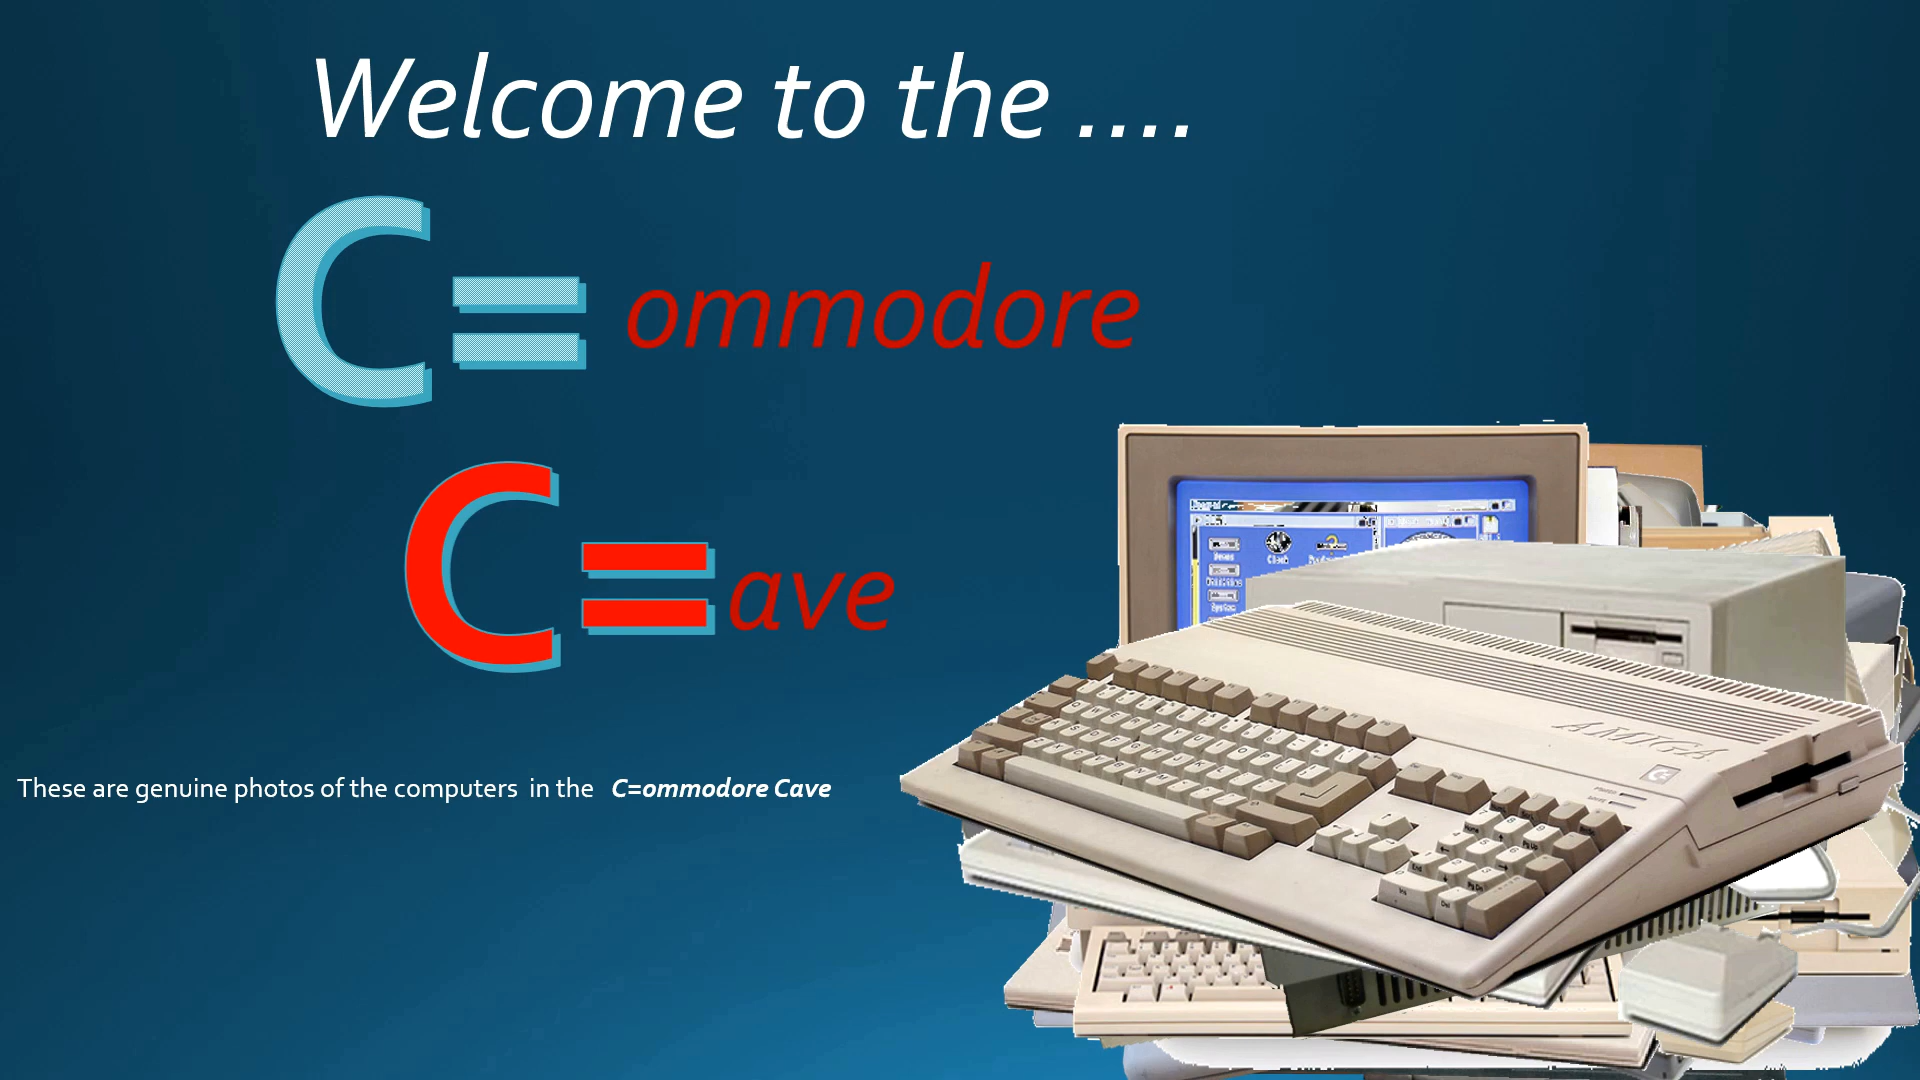 Welcome to the ....
C= ommodore
C=ave
These are genuine photos of the computers in the C=ommodore Cave
AMIGA